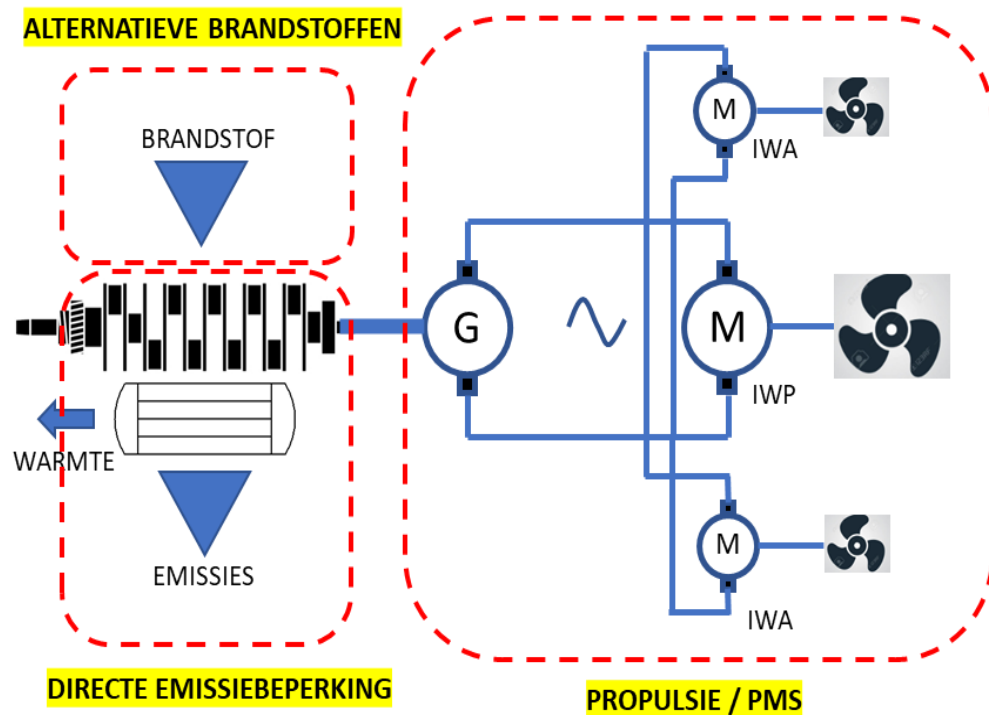 ALTERNATIEVE BRANDSTOFFEN
BRANDSTOF
WARMTE
EMISSIES
DIRECTE EMISSIEBEPERKING
G
M
IWA
M
IWP
M
IWA
PROPULSIE / PMS